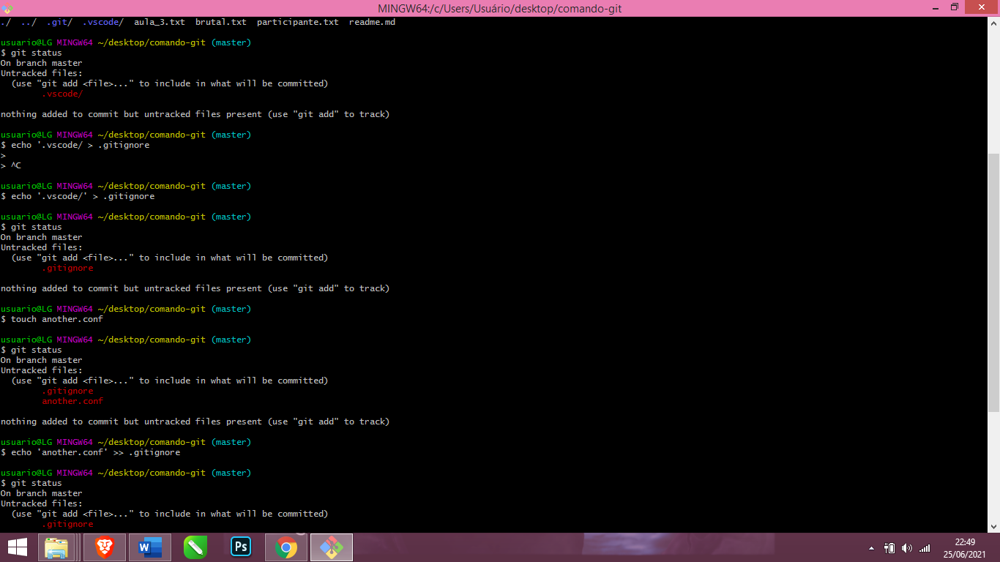 MINGW64:/c/Users/Usuário/desktop/comando-git
./  ../  .git/  .vscode/  aula_3.txt  brutal.txt  participante.txt  readme.md
usuario@LG MINGW64 ~/desktop/comando-git (master)
$ git status
On branch master
Untracked files:
  (use "git add <file>..." to include in what will be committed)
        .vscode/
nothing added to commit but untracked files present (use "git add" to track)
usuario@LG MINGW64 ~/desktop/comando-git (master)
$ echo '.vscode/ > .gitignore
>
> ^C
usuario@LG MINGW64 ~/desktop/comando-git (master)
$ echo '.vscode/' > .gitignore
usuario@LG MINGW64 ~/desktop/comando-git (master)
$ git status
On branch master
Untracked files:
  (use "git add <file>..." to include in what will be committed)
        .gitignore
nothing added to commit but untracked files present (use "git add" to track)
usuario@LG MINGW64 ~/desktop/comando-git (master)
$ touch another.conf
usuario@LG MINGW64 ~/desktop/comando-git (master)
$ git status
On branch master
Untracked files:
  (use "git add <file>..." to include in what will be committed)
        .gitignore
        another.conf
nothing added to commit but untracked files present (use "git add" to track)
usuario@LG MINGW64 ~/desktop/comando-git (master)
$ echo 'another.conf' >> .gitignore
usuario@LG MINGW64 ~/desktop/comando-git (master)
$ git status
On branch master
Untracked files:
  (use "git add <file>..." to include in what will be committed)
        .gitignore
W
Ps
22:49
25/06/2021